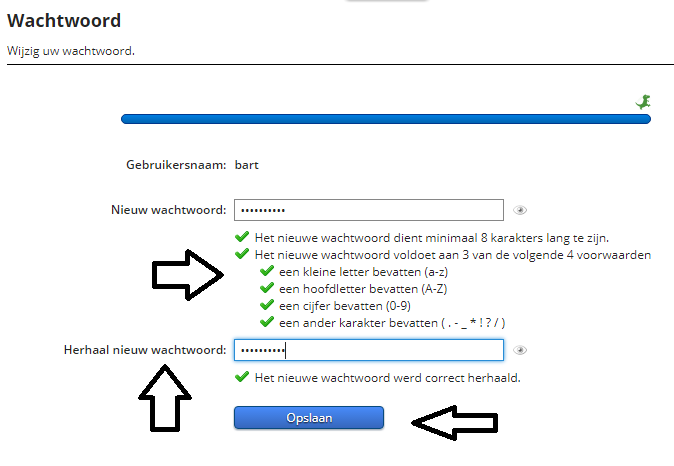 Wachtwoord
Wijzig uw wachtwoord.
Gebruikersnaam: bart
Nieuw wachtwoord: ••••••••••
Het nieuwe wachtwoord dient minimaal 8 karakters lang te zijn.
Het nieuwe wachtwoord voldoet aan 3 van de volgende 4 voorwaarden
een kleine letter bevatten (a-z)
een hoofdletter bevatten (A-Z)
een cijfer bevatten (0-9)
een ander karakter bevatten ( . - _ * ! ? / )
Herhaal nieuw wachtwoord: ••••••••••
Het nieuwe wachtwoord werd correct herhaald.
Opslaan